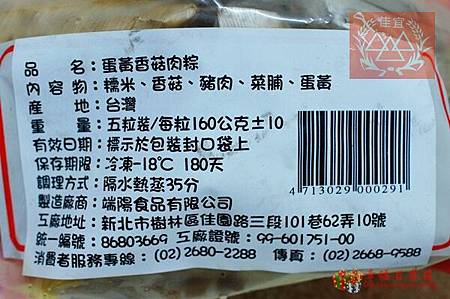 佳宜
品　　名：蛋黃香菇肉粽
內 容 物：糯米、香菇、豬肉、菜脯、蛋黃
產　　地：台灣
重　　量：五粒裝/每粒160公克±10
有效日期：標示於包裝封口袋上
保存期限：冷凍-18℃ 180天
調理方式：隔水熱蒸35分
製造廠商：端陽食品有限公司
工廠地址：新北市樹林區佳園路三段101巷62弄10號
統一編號：86803669 工廠證號：99-601751-00
消費者服務專線：(02)2680-2288　傳真：(02)2668-9588
4 713029 000291